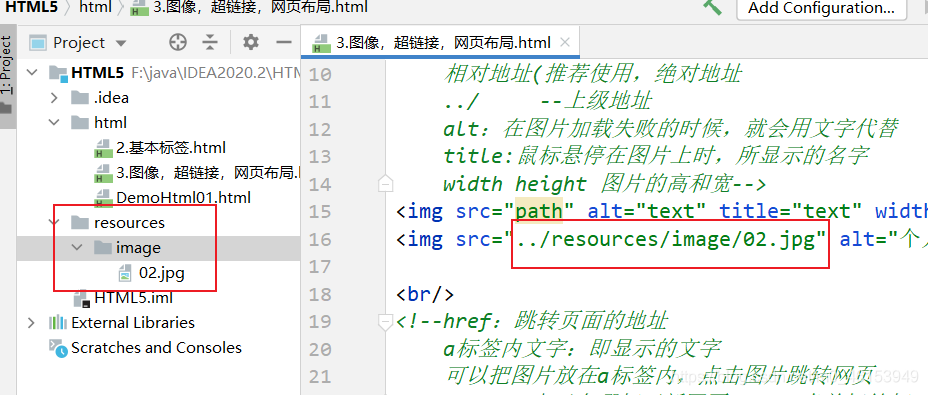 HTML5 html 3.图像，超链接，网页布局.html Add Configuration...
1: Project
Project
3.图像，超链接，网页布局.html
HTML5 F:\java\IDEA2020.2\HTM
.idea
html
2.基本标签.html
3.图像，超链接，网页布局.
DemoHtml01.html
resources
image
02.jpg
HTML5.iml
External Libraries
Scratches and Consoles
10 相对地址(推荐使用，绝对地址
11 ../ --上级地址
12 alt：在图片加载失败的时候，就会用文字代替
13 title:鼠标悬停在图片上时，所显示的名字
14 width height 图片的高和宽-->
15 <img src="path" alt="text" title="text" widt
16 <img src="../resources/image/02.jpg" alt="个
17
18 <br/>
19 <!--href：跳转页面的地址
20 a标签内文字：即显示的文字
21 可以把图片放在a标签内，点击图片跳转网页